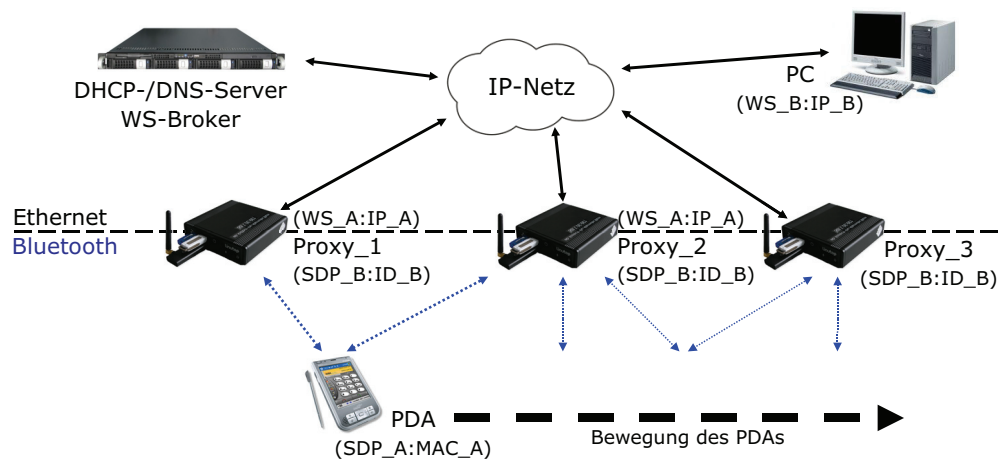 DHCP-/DNS-Server
WS-Broker
IP-Netz
PC
(WS_B:IP_B)
Ethernet
Bluetooth
(WS_A:IP_A)
Proxy_1
(SDP_B:ID_B)
(WS_A:IP_A)
Proxy_2
(SDP_B:ID_B)
Proxy_3
(SDP_B:ID_B)
PDA
(SDP_A:MAC_A)
Bewegung des PDAs